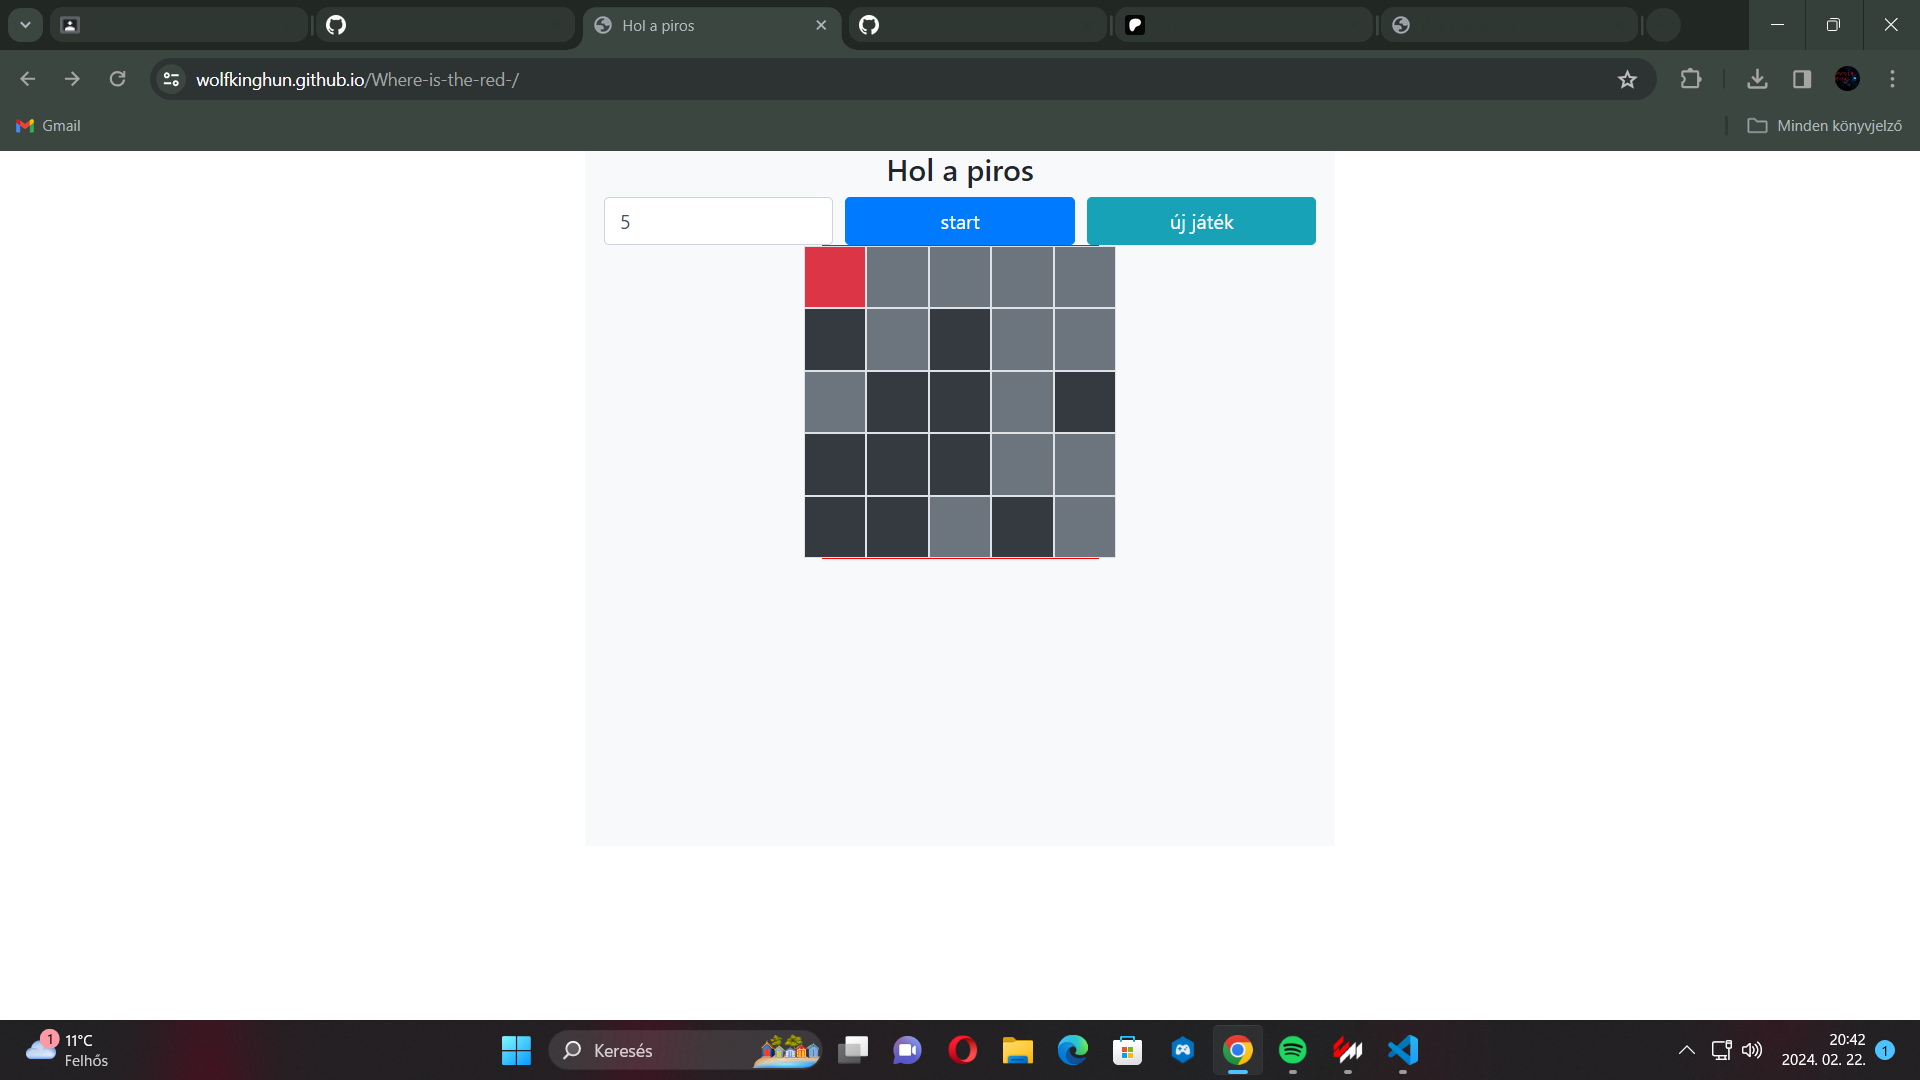 Hol a piros
wolfkinghun.github.io/Where-is-the-red-/
Gmail
Minden könyvjelző
Hol a piros
5
start
új játék
1
11°C
Felhős
Keresés
20:42
2024. 02. 22.
1